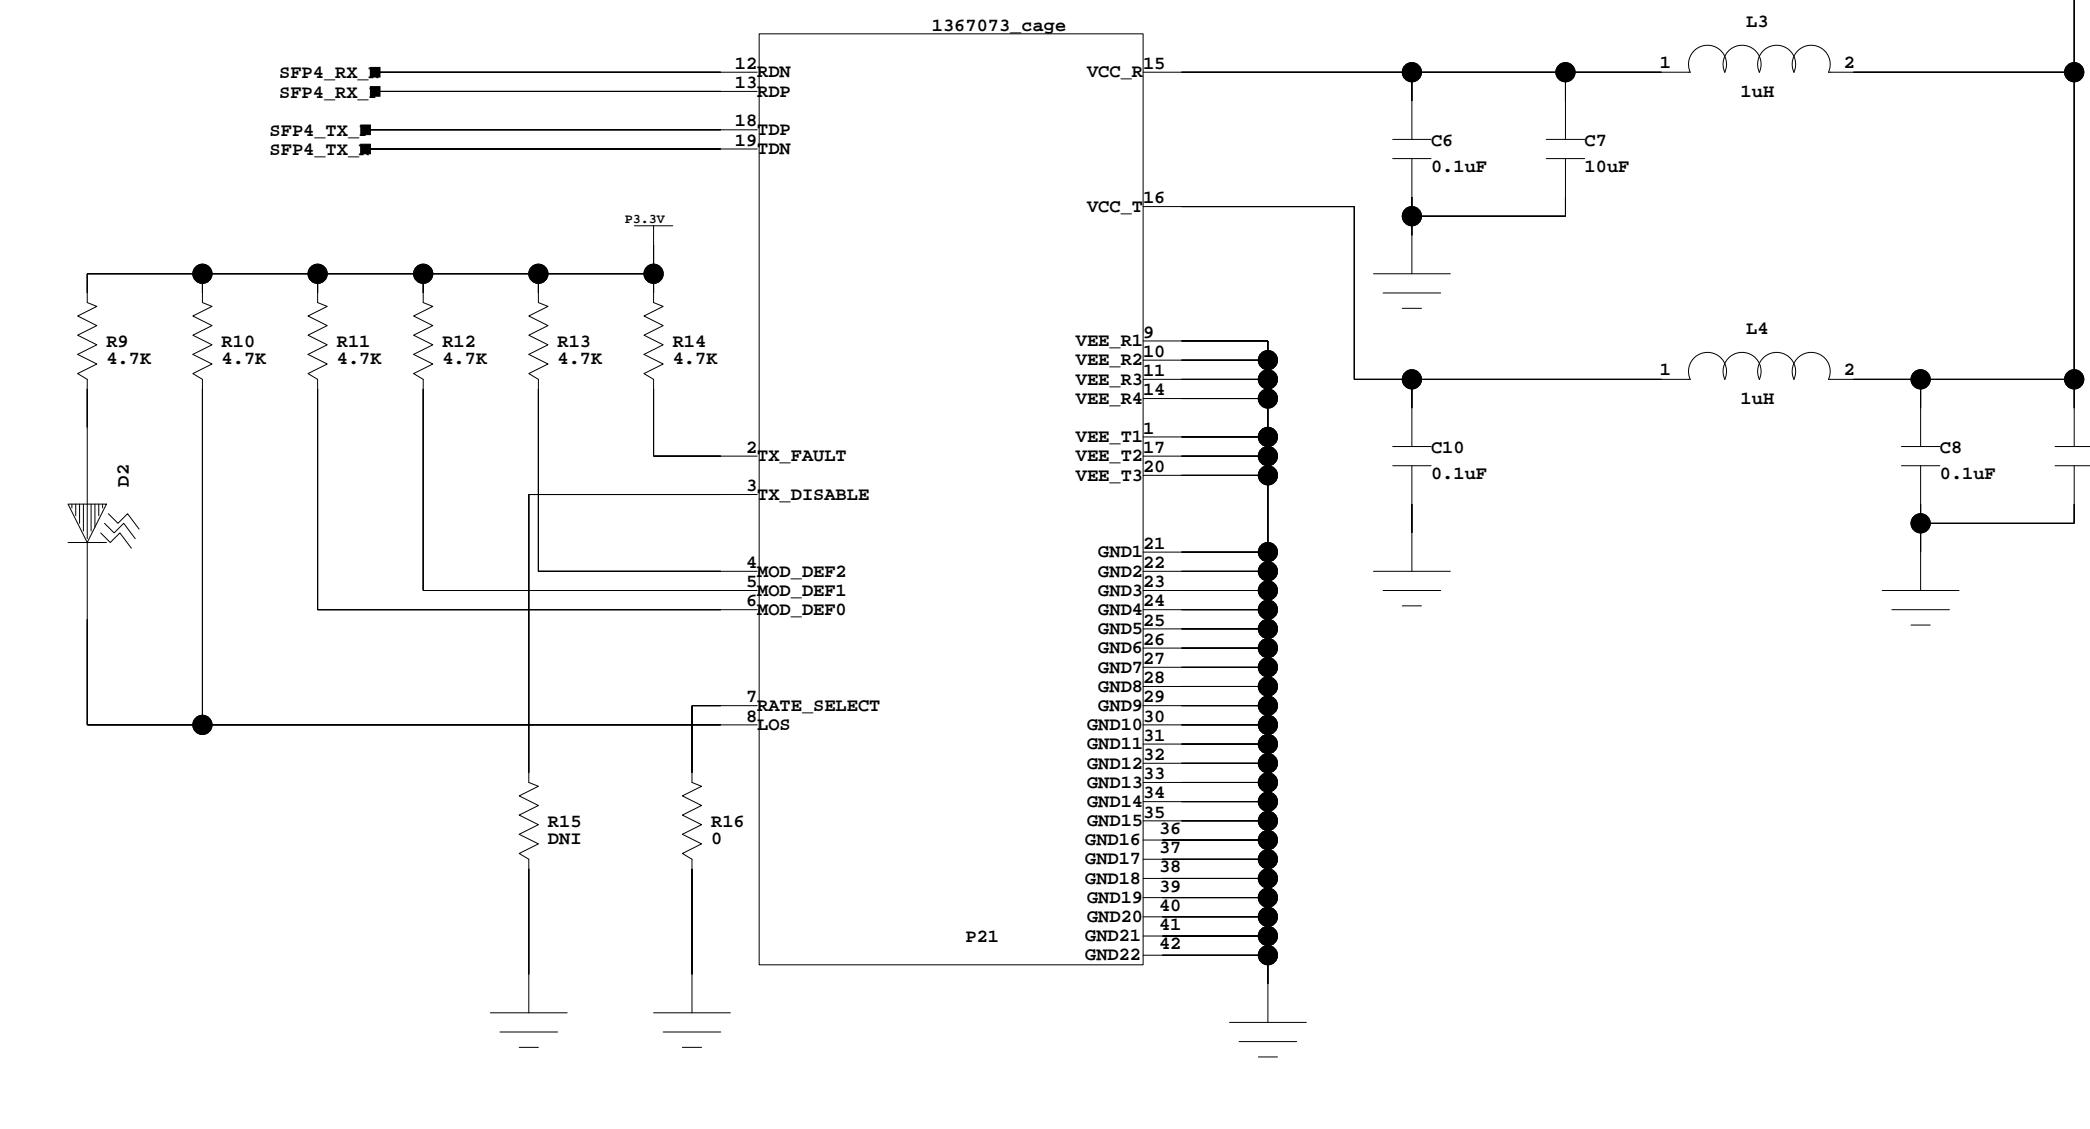 1367073_cage
SFP4_RX_
12
RDN
SFP4_RX_
13
RDP
SFP4_TX_
18
TDP
SFP4_TX_
19
TDN
P3.3V
R9
4.7K
R10
4.7K
R11
4.7K
R12
4.7K
R13
4.7K
R14
4.7K
D2
2
TX_FAULT
3
TX_DISABLE
4
MOD_DEF2
5
MOD_DEF1
6
MOD_DEF0
7
RATE_SELECT
8
LOS
R15
DNI
R16
0
P21
VCC_R
15
VCC_T
16
VEE_R1
9
VEE_R2
10
VEE_R3
11
VEE_R4
14
VEE_T1
1
VEE_T2
17
VEE_T3
20
GND1
21
GND2
22
GND3
23
GND4
24
GND5
25
GND6
26
GND7
27
GND8
28
GND9
29
GND10
30
GND11
31
GND12
32
GND13
33
GND14
34
GND15
35
GND16
36
GND17
37
GND18
38
GND19
39
GND20
40
GND21
41
GND22
42
L3
1
2
1uH
C6
0.1uF
C7
10uF
L4
1
2
1uH
C10
0.1uF
C8
0.1uF